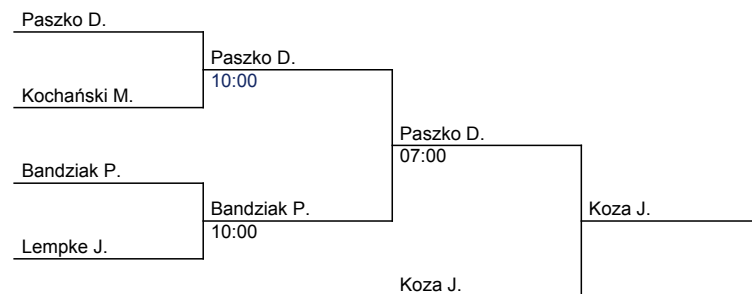 Paszko D.
Paszko D.
10:00
Kochański M.
Paszko D.
07:00
Bandziak P.
Bandziak P.
10:00
Koza J.
Lempke J.
Koza J.